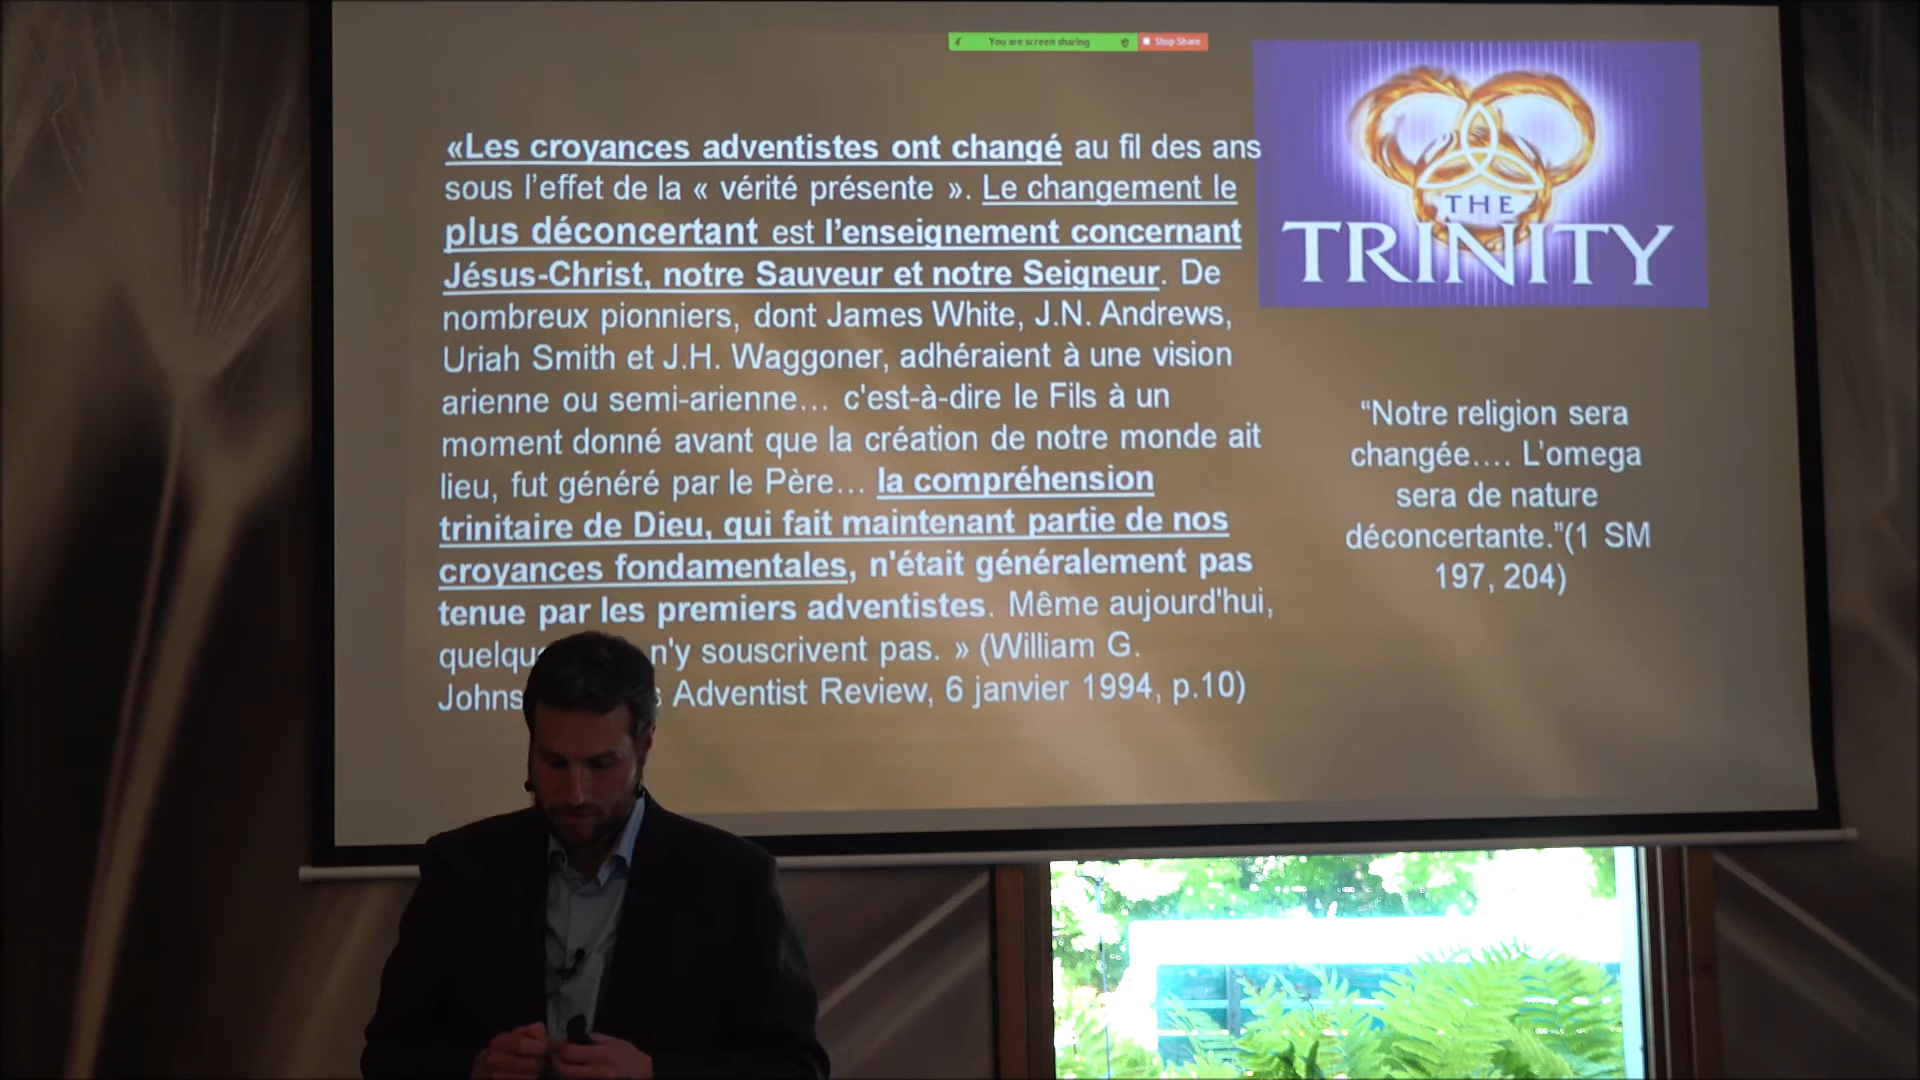 You are screen sharing
Stop Share
«Les croyances adventistes ont changé au fil des ans
sous l'effet de la « vérité présente ». Le changement le
plus déconcertant est l'enseignement concernant
Jésus-Christ, notre Sauveur et notre Seigneur. De
nombreux pionniers, dont James White, J.N. Andrews,
Uriah Smith et J.H. Waggoner, adhéraient à une vision
arienne ou semi-arienne... c'est-à-dire le Fils à un
moment donné avant que la création de notre monde ait
lieu, fut généré par le Père... la compréhension
trinitaire de Dieu, qui fait maintenant partie de nos
croyances fondamentales, n'était généralement pas
tenue par les premiers adventistes. Même aujourd'hui,
n'y souscrivent pas. » (William G.
Adventist Review, 6 janvier 1994, p.10)
THE
TRINITY
“Notre religion sera
changée.... L'omega
sera de nature
déconcertante.”(1 SM
197, 204)